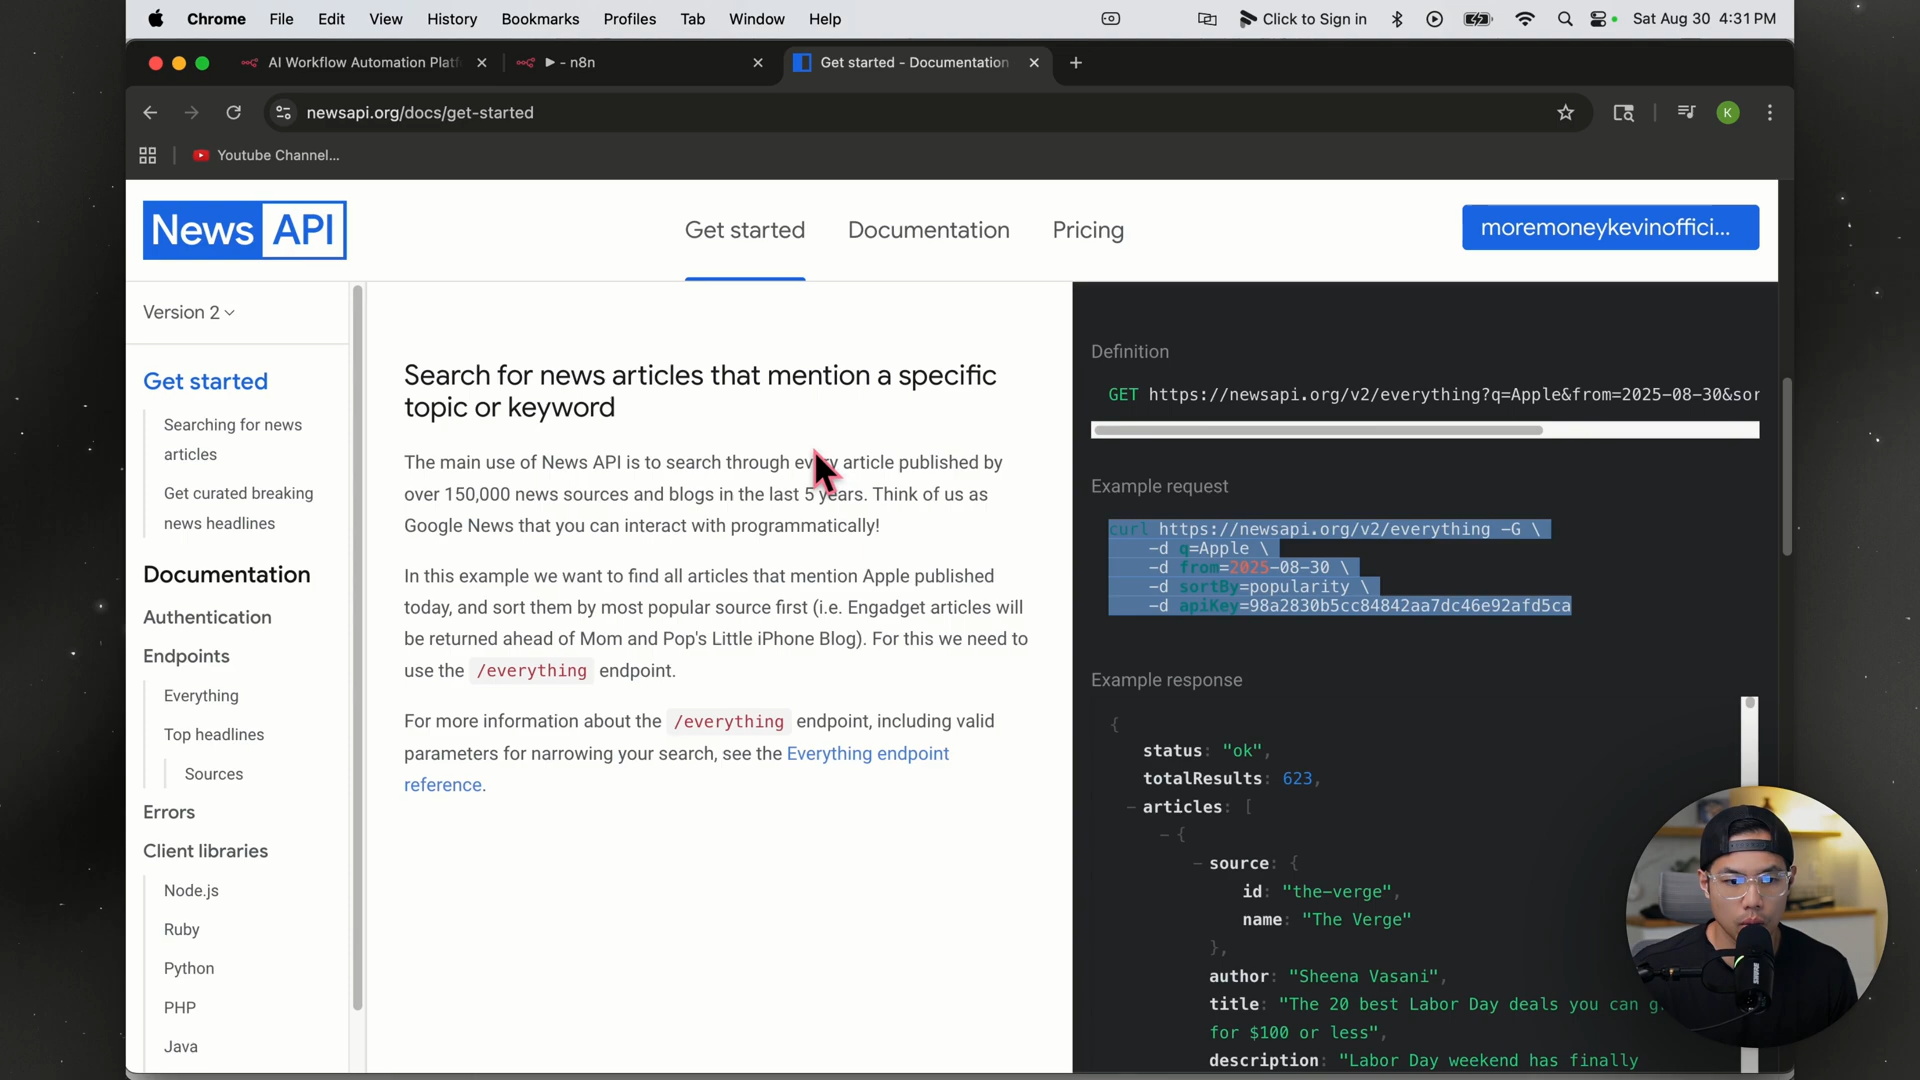 Chrome File Edit View History Bookmarks Profiles Tab Window Help Click to Sign in Sat Aug 30 4:31 PM
AI Workflow Automation Platf
▶ - n8n
Get started - Documentation
newsapi.org/docs/get-started
K
Youtube Channel...
News API
Get started
Documentation
Pricing
moremoneykevinoffici...
Version 2
Get started
Searching for news
articles
Get curated breaking
news headlines
Documentation
Authentication
Endpoints
Everything
Top headlines
Sources
Errors
Client libraries
Node.js
Ruby
Python
PHP
Java
Search for news articles that mention a specific
topic or keyword
The main use of News API is to search through every article published by
over 150,000 news sources and blogs in the last 5 years. Think of us as
Google News that you can interact with programmatically!
In this example we want to find all articles that mention Apple published
today, and sort them by most popular source first (i.e. Engadget articles will
be returned ahead of Mom and Pop's Little iPhone Blog). For this we need to
use the /everything endpoint.
For more information about the /everything endpoint, including valid
parameters for narrowing your search, see the Everything endpoint
reference.
Definition
GET https://newsapi.org/v2/everything?q=Apple&from=2025-08-30&sor
Example request
curl https://newsapi.org/v2/everything -G \
-d q=Apple \
-d from=2025-08-30 \
-d sortBy=popularity \
-d apiKey=98a2830b5cc84842aa7dc46e92afd5ca
Example response
{
status: "ok",
totalResults: 623,
- articles: [
- {
- source: {
id: "the-verge",
name: "The Verge"
},
author: "Sheena Vasani",
title: "The 20 best Labor Day deals you can g
for $100 or less",
description: "Labor Day weekend has finally